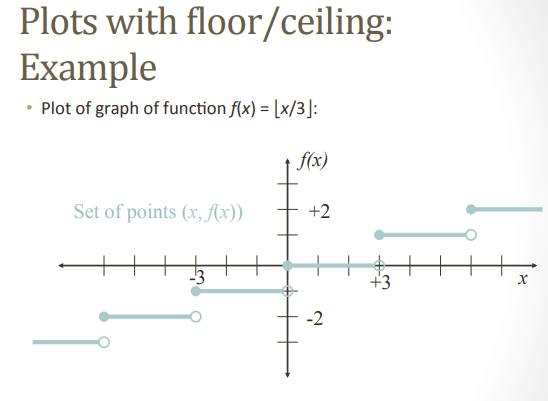 Plots with floor/ceiling:
Example
• Plot of graph of function f(x) = ⌊x/3⌋:
f(x)
Set of points (x, f(x))
+2
-3
+3
x
-2